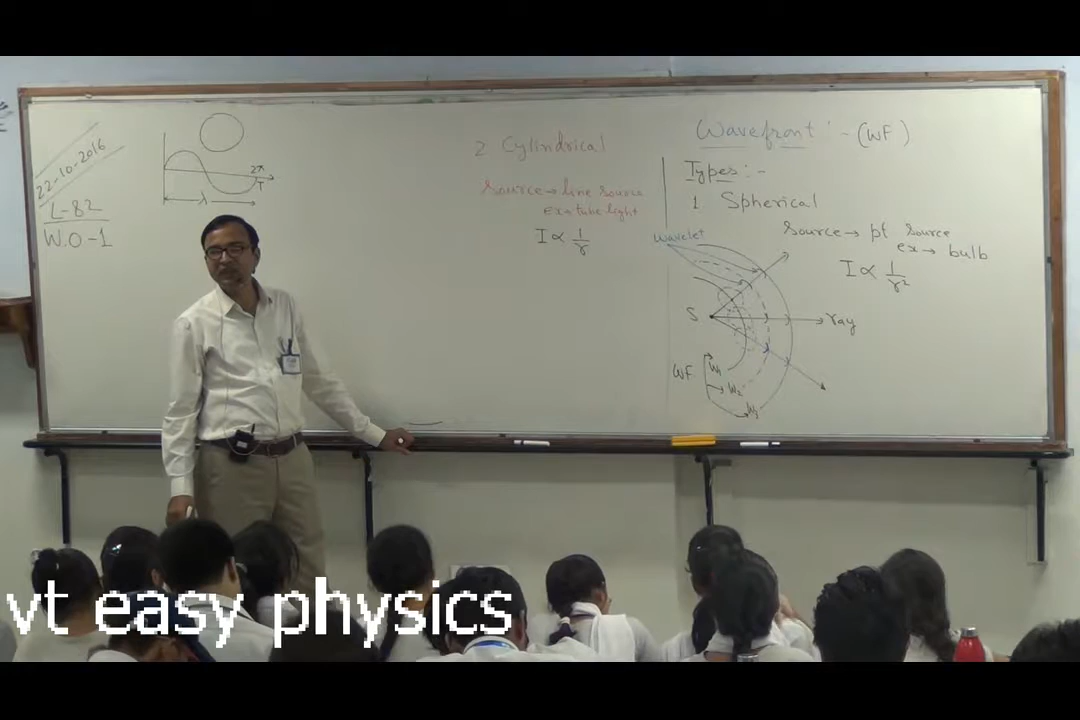 22-10-2016
L-82
W.O-1
2π
T
λ
2 Cylindrical
Source → line source
ex → tube light
I ∝ 1/r
Wavefront :- (WF)
Types :-
1 Spherical
Source → pt source
ex → bulb
I ∝ 1/r²
wavelet
S
ray
WF
W₁
W₂
W₃
vt easy physics